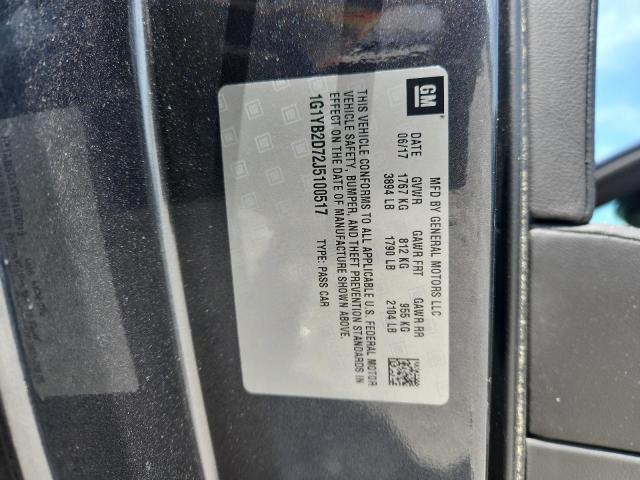 GM
MFD BY GENERAL MOTORS LLC
DATE GVWR GAWR FRT GAWR RR
06/17 1767 KG 812 KG 955 KG
3894 LB 1790 LB 2104 LB
THIS VEHICLE CONFORMS TO ALL APPLICABLE U.S. FEDERAL MOTOR
VEHICLE SAFETY, BUMPER, AND THEFT PREVENTION STANDARDS IN
EFFECT ON THE DATE OF MANUFACTURE SHOWN ABOVE.
1G1YB2D72J5100517 TYPE: PASS CAR